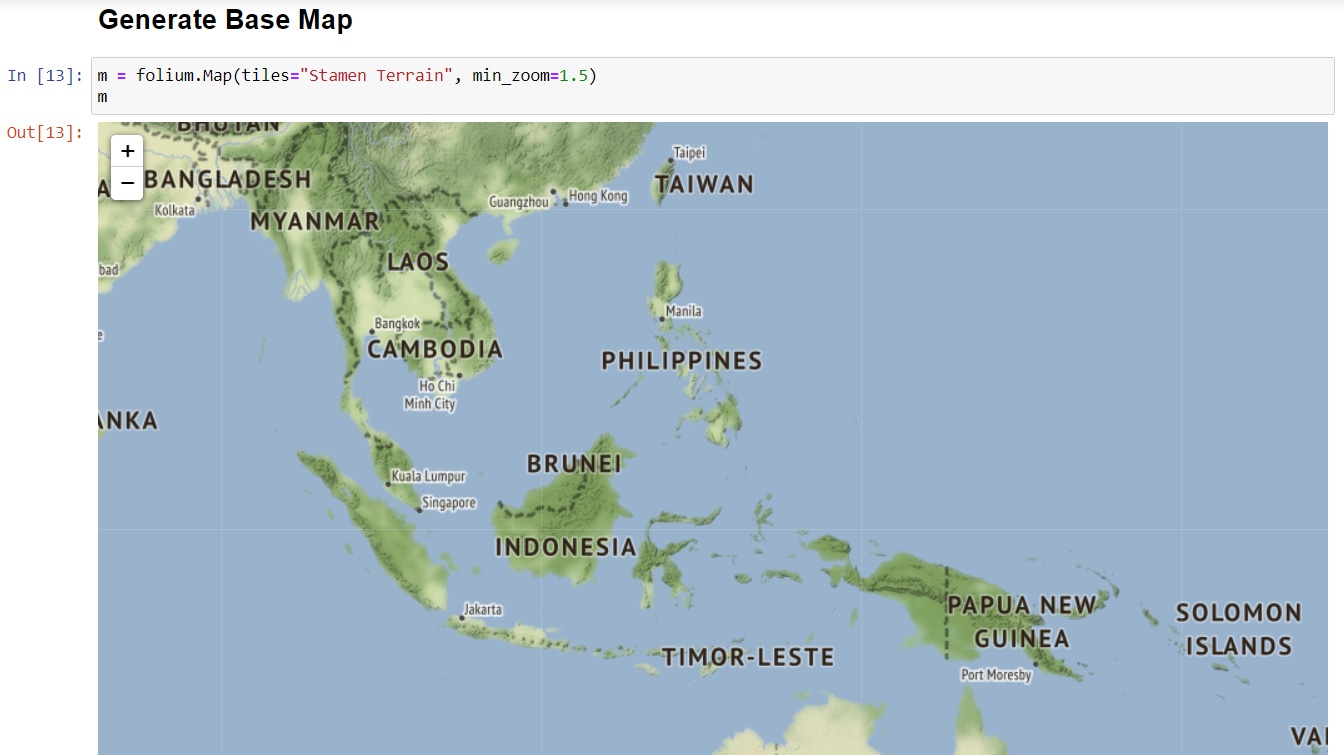 Generate Base Map
In [13]:
m = folium.Map(tiles="Stamen Terrain", min_zoom=1.5)
m
Out[13]:
+
−
BHUTAN
Taipei
BANGLADESH
TAIWAN
A
Kolkata
Guangzhou
Hong Kong
MYANMAR
LAOS
bad
Manila
Bangkok
e
CAMBODIA
PHILIPPINES
Ho Chi
Minh City
ANKA
BRUNEI
Kuala Lumpur
Singapore
INDONESIA
Jakarta
PAPUA NEW
GUINEA
SOLOMON
ISLANDS
TIMOR-LESTE
Port Moresby
VA